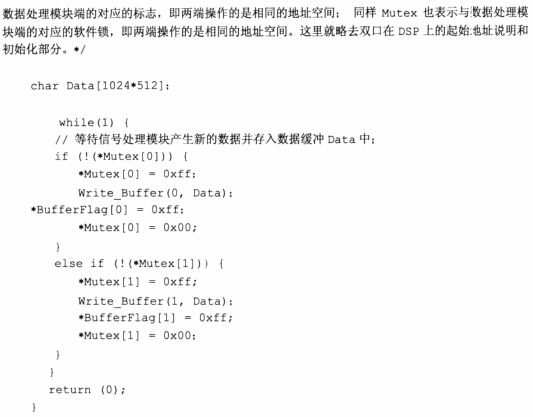 数据处理模块端的对应的标志，即两端操作的是相同的地址空间； 同样 Mutex 也表示与数据处理模
块端的对应的软件锁，即两端操作的是相同的地址空间。这里就略去双口在 DSP 上的起始地址说明和
初始化部分。*/
char Data[1024*512];
while(1) {
// 等待信号处理模块产生新的数据并存入数据缓冲 Data 中；
if (!(*Mutex[0])) {
*Mutex[0] = 0xff;
Write_Buffer(0, Data);
*BufferFlag[0] = 0xff;
*Mutex[0] = 0x00;
}
else if (!(*Mutex[1])) {
*Mutex[1] = 0xff;
Write_Buffer(1, Data);
*BufferFlag[1] = 0xff;
*Mutex[1] = 0x00;
}
}
return (0);
}